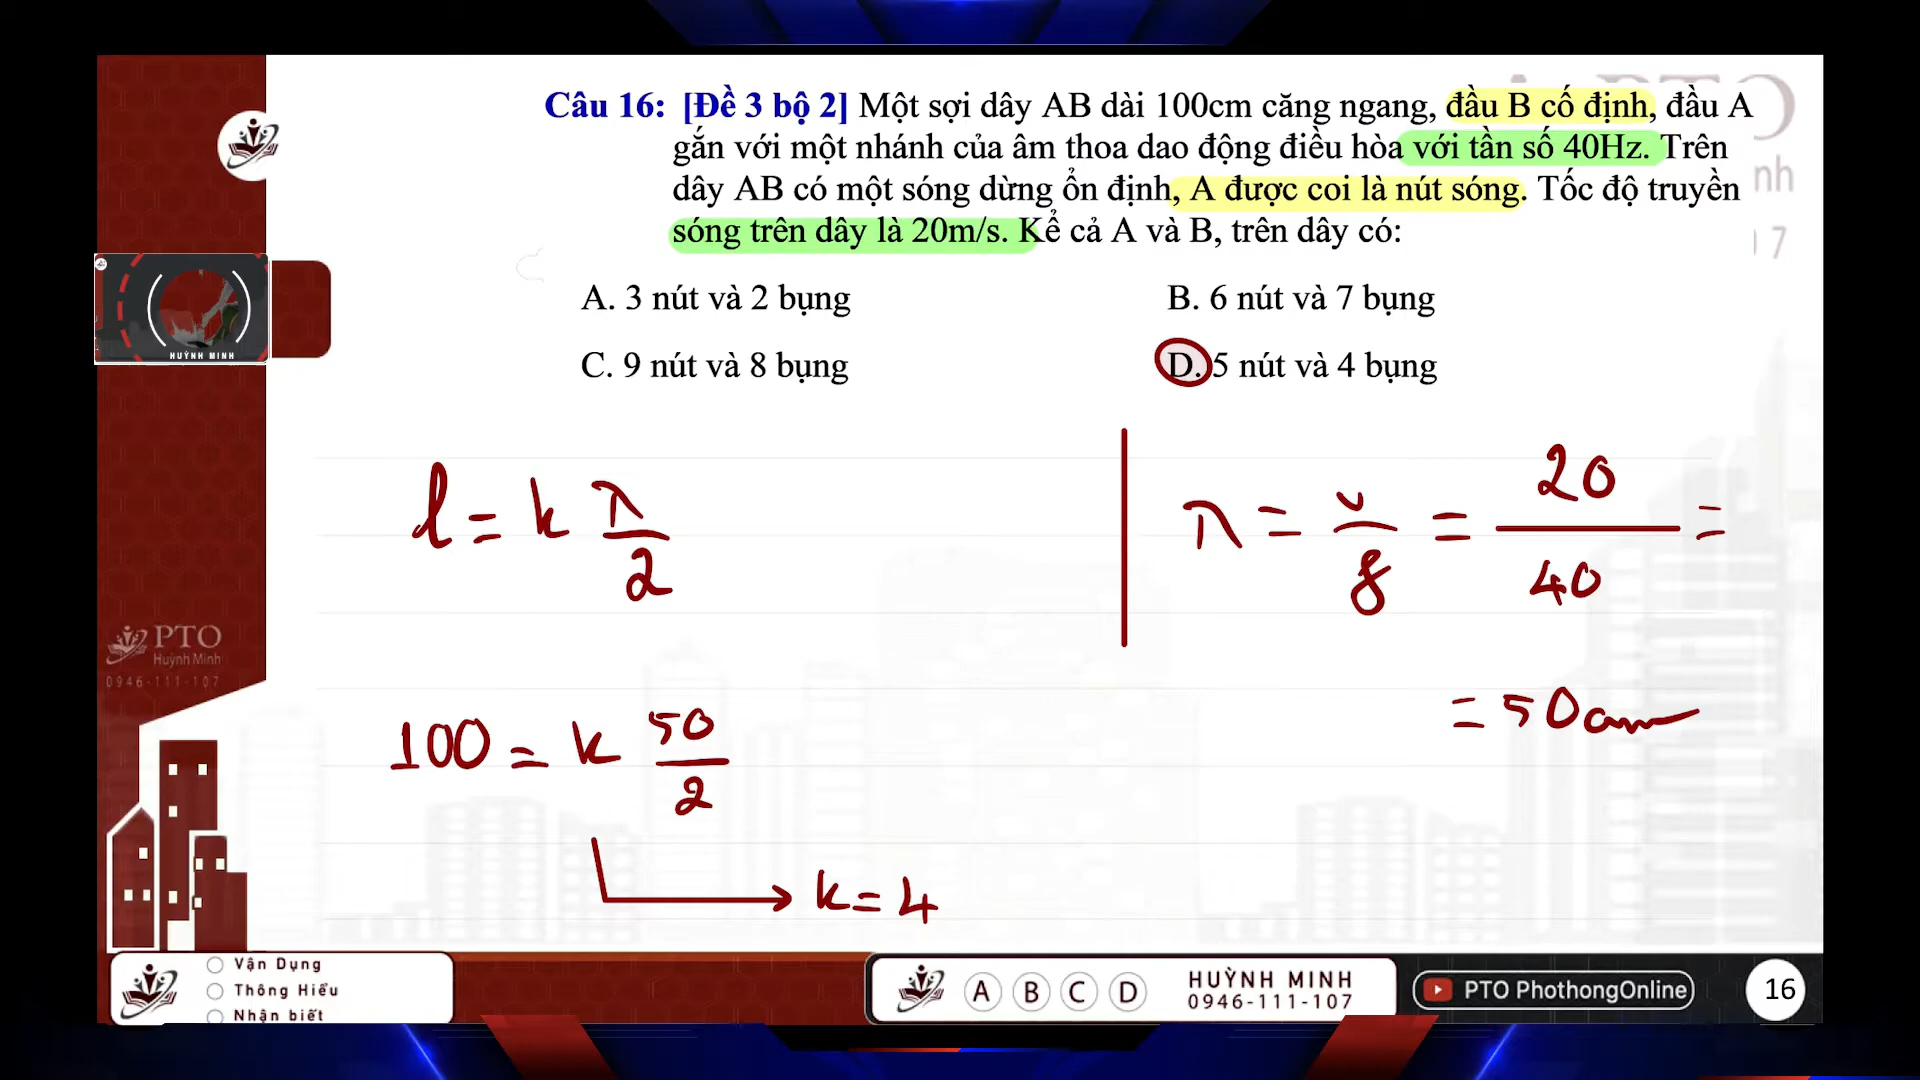 Câu 16: [Đề 3 bộ 2] Một sợi dây AB dài 100cm căng ngang, đầu B cố định, đầu A
gắn với một nhánh của âm thoa dao động điều hòa với tần số 40Hz. Trên
dây AB có một sóng dừng ổn định, A được coi là nút sóng. Tốc độ truyền
sóng trên dây là 20m/s. Kể cả A và B, trên dây có:
A. 3 nút và 2 bụng
B. 6 nút và 7 bụng
C. 9 nút và 8 bụng
D. 5 nút và 4 bụng
HUỲNH MINH
l = k λ/2
λ = v/f = 20/40 =
= 50cm
100 = k 50/2
k = 4
PTO
Huỳnh Minh
0946-111-107
Vận Dụng
Thông Hiểu
Nhận biết
A B C D
HUỲNH MINH
0946-111-107
PTO PhothongOnline
16